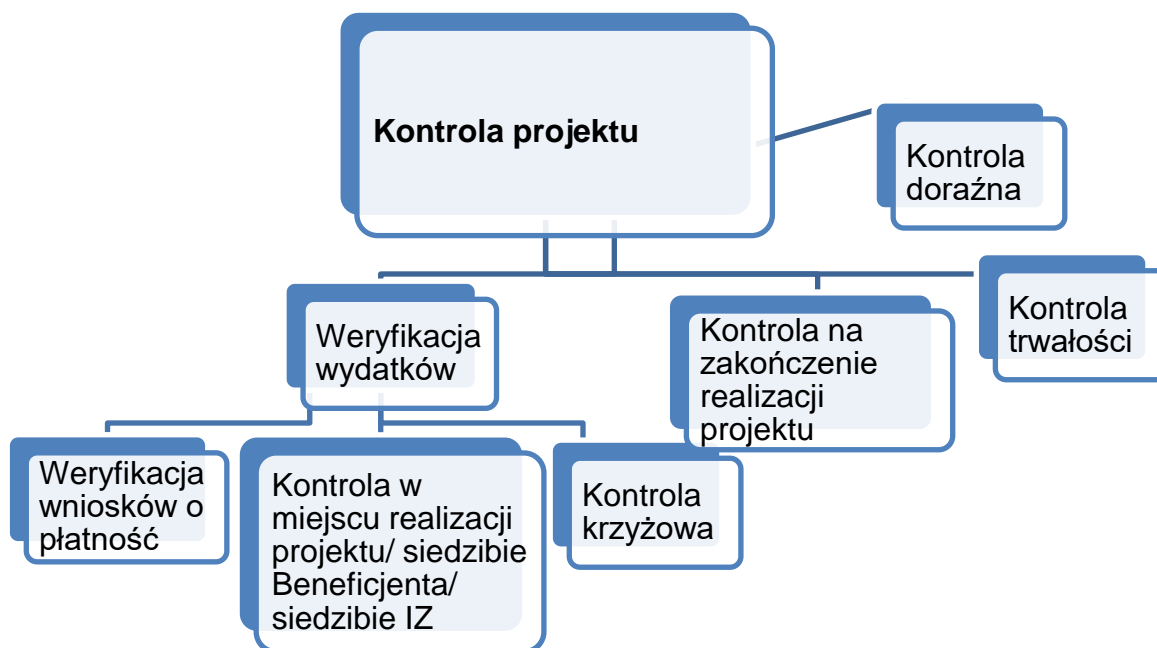 Kontrola projektu
Kontrola
doraźna
Weryfikacja
wydatków
Kontrola na
zakończenie
realizacji
projektu
Kontrola
trwałości
Weryfikacja
wniosków o
płatność
Kontrola w
miejscu realizacji
projektu/ siedzibie
Beneficjenta/
siedzibie IZ
Kontrola
krzyżowa